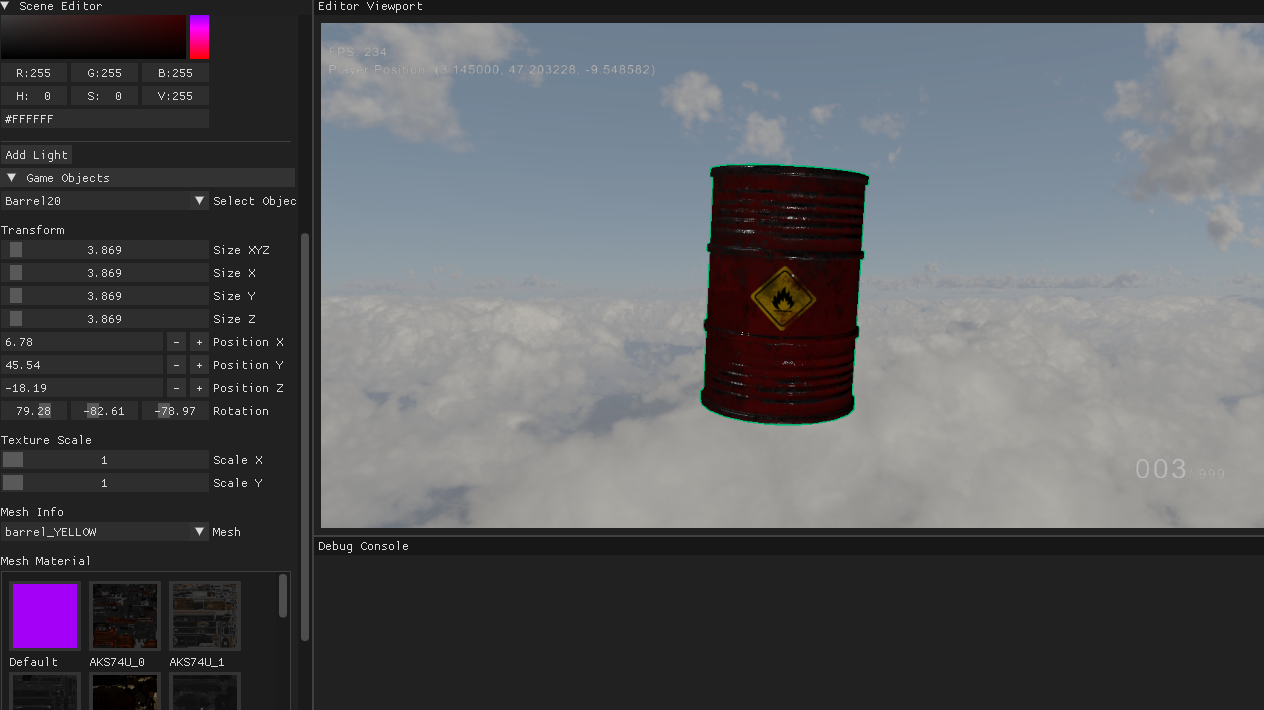 Scene Editor
R:255 G:255 B:255
H: 0 S: 0 V:255
#FFFFFF
Add Light
Game Objects
Barrel20 Select Objec
Transform
3.869 Size XYZ
3.869 Size X
3.869 Size Y
3.869 Size Z
6.78 - + Position X
45.54 - + Position Y
-18.19 - + Position Z
79.28 -82.61 -78.97 Rotation
Texture Scale
1 Scale X
1 Scale Y
Mesh Info
barrel_YELLOW Mesh
Mesh Material
Default AKS74U_0 AKS74U_1
Editor Viewport
FPS: 234
Player Position: (3.145000, 47.203228, -9.548582)
003/ 999
Debug Console